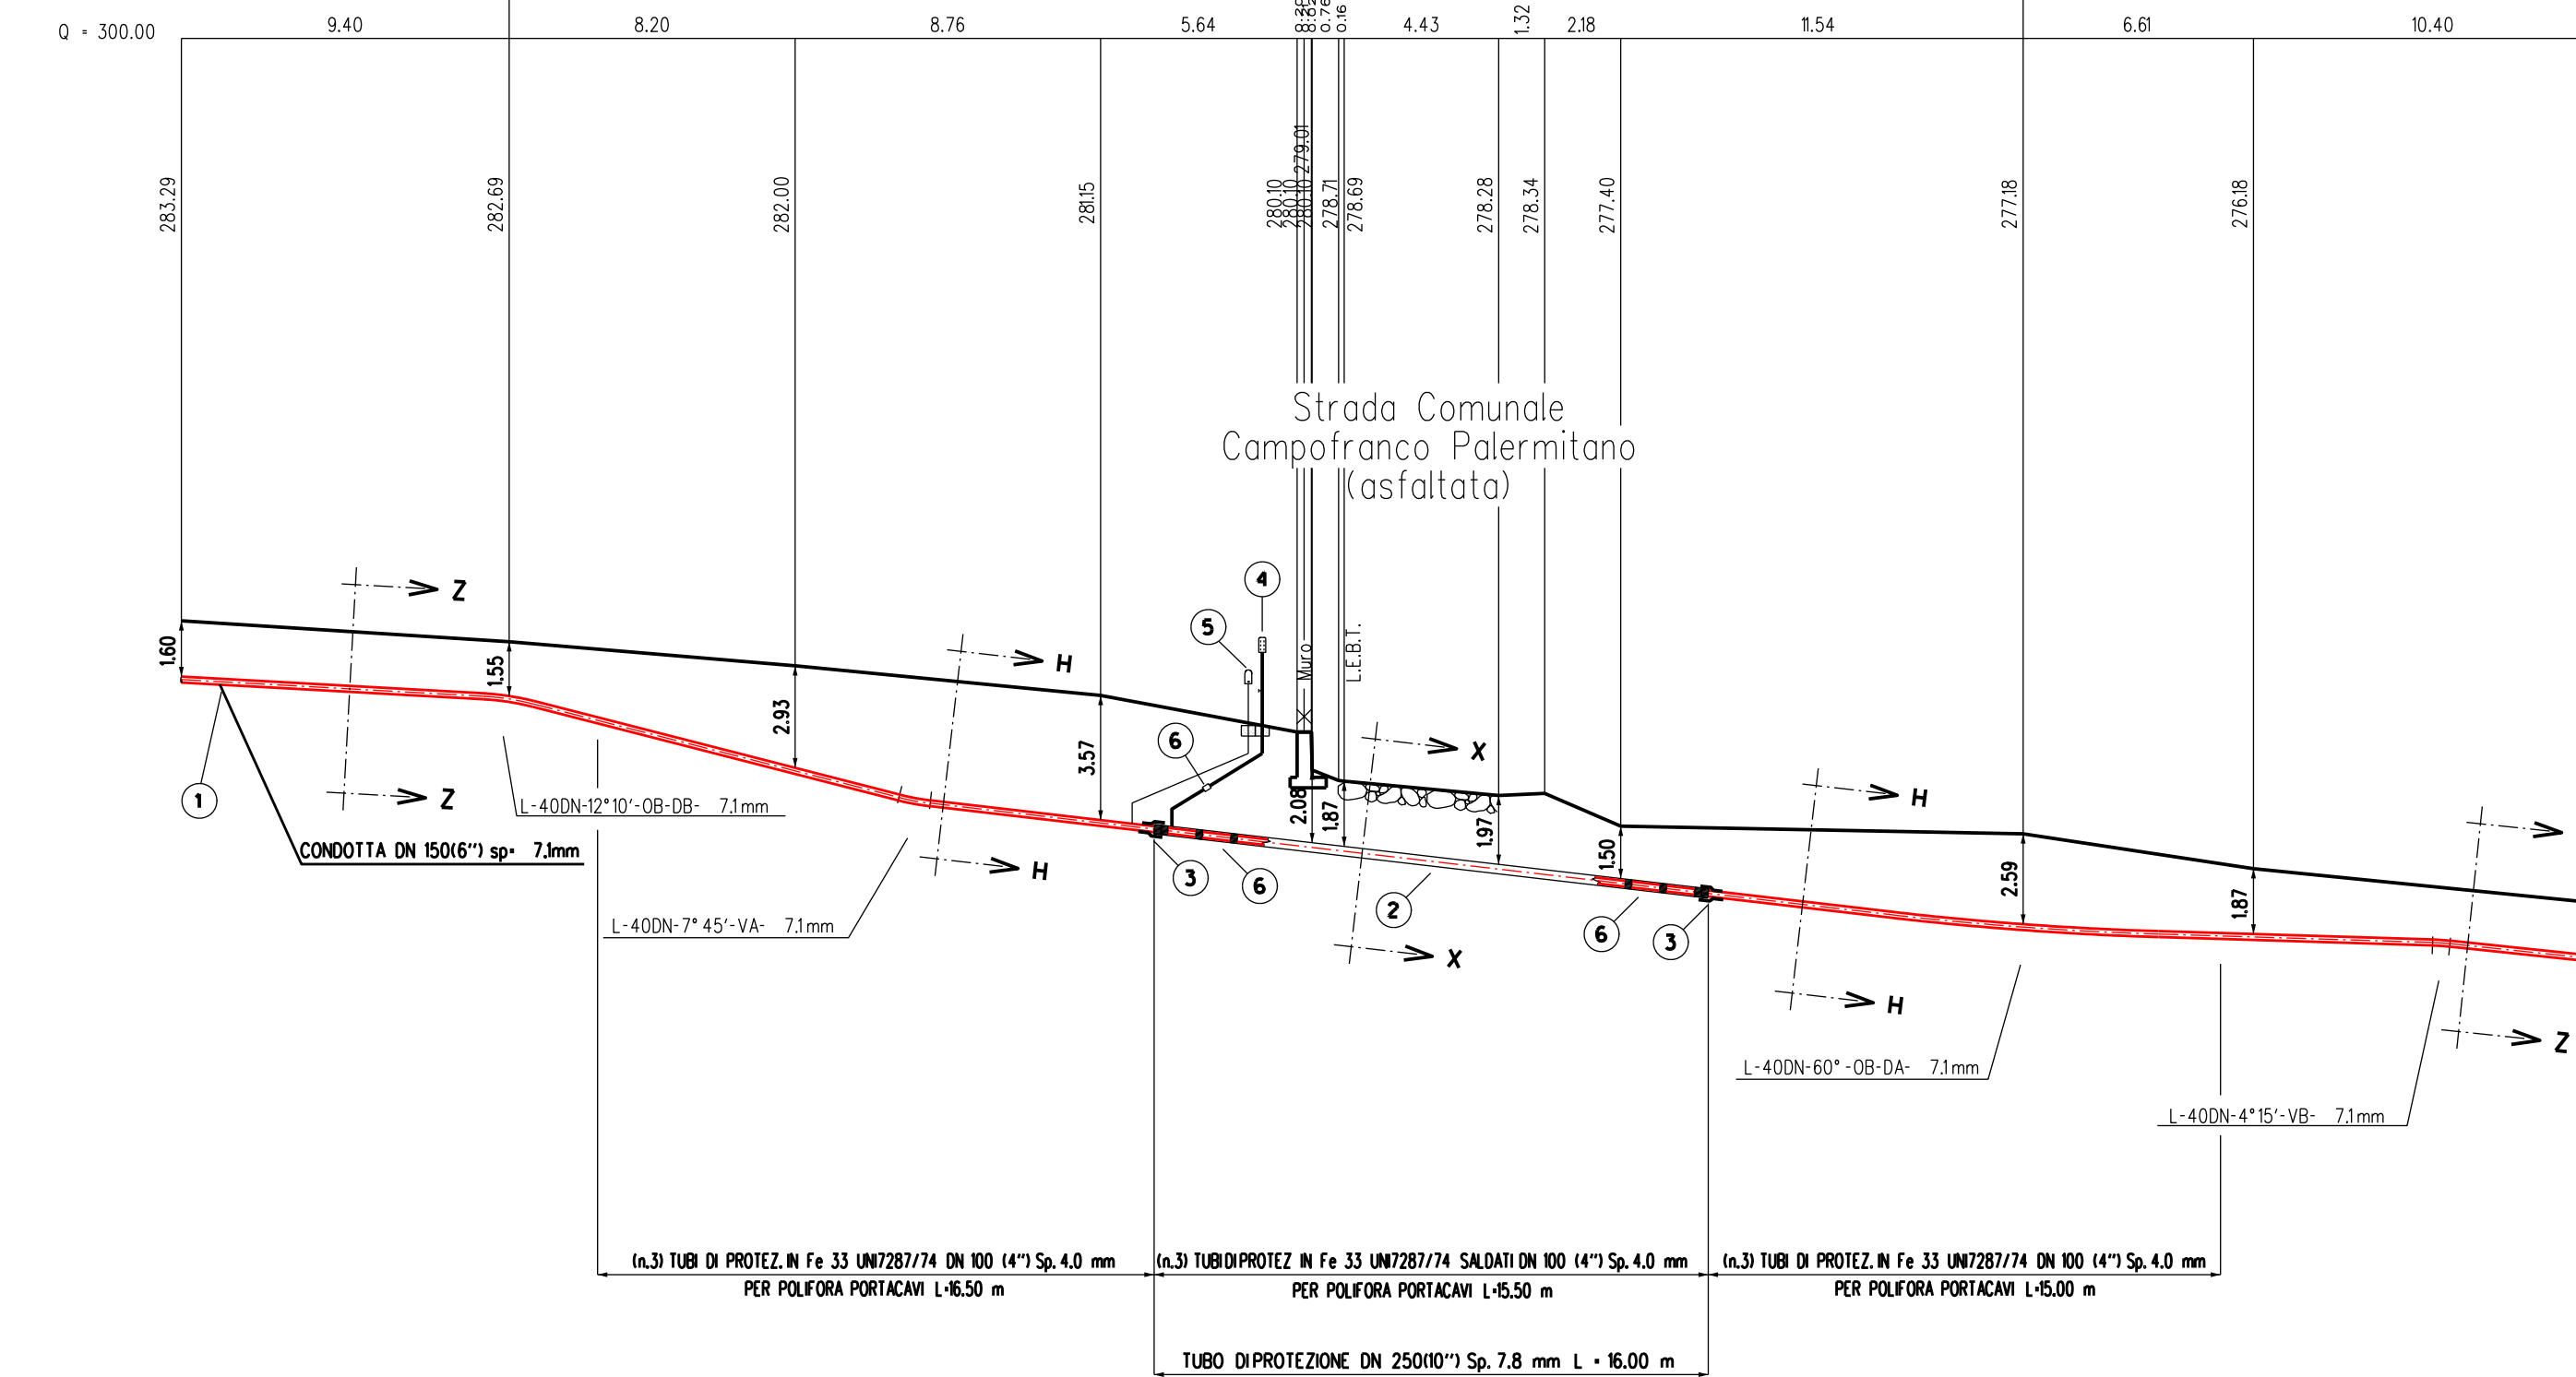 Q = 300.00
9.40
8.20
8.76
5.64
0.76
0.16
4.43
1.32
2.18
11.54
6.61
10.40
283.29
282.69
282.00
281.15
280.10
280.10
280.10
279.01
278.71
278.69
278.28
278.34
277.40
277.18
276.18
Strada Comunale
Campofranco Palermitano
(asfaltata)
Z
H
4
5
Muro
L.E.B.T.
1.60
1.55
2.93
3.57
6
X
H
2.08
1.87
1.97
1.50
2.59
1.87
1
Z
L-40DN-12°10'-OB-DB- 7.1mm
CONDOTTA DN 150(6") sp= 7.1mm
H
3
6
2
6
3
L-40DN-7°45'-VA- 7.1mm
X
H
Z
L-40DN-60°-OB-DA- 7.1mm
L-40DN-4°15'-VB- 7.1mm
(n.3) TUBI DI PROTEZ. IN Fe 33 UNI7287/74 DN 100 (4") Sp. 4.0 mm
PER POLIFORA PORTACAVI L=16.50 m
(n.3) TUBI DI PROTEZ IN Fe 33 UNI7287/74 SALDATI DN 100 (4") Sp. 4.0 mm
PER POLIFORA PORTACAVI L=15.50 m
(n.3) TUBI DI PROTEZ. IN Fe 33 UNI7287/74 DN 100 (4") Sp. 4.0 mm
PER POLIFORA PORTACAVI L=15.00 m
TUBO DI PROTEZIONE DN 250(10") Sp. 7.8 mm L = 16.00 m